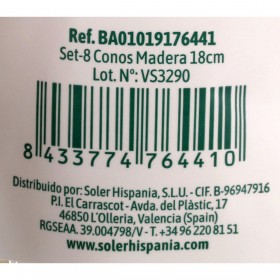 Ref. BA01019176441
Set-8 Conos Madera 18cm
Lot. Nº: VS3290
8 433774 764410
Distribuido por: Soler Hispania, S.L.U. - CIF. B-96947916
P.I. El Carrascot - Avda. del Plàstic, 17
46850 L'Olleria, Valencia (Spain)
RGSEAA. 39.004798/V - T. +34 96 220 81 51
www.solerhispania.com